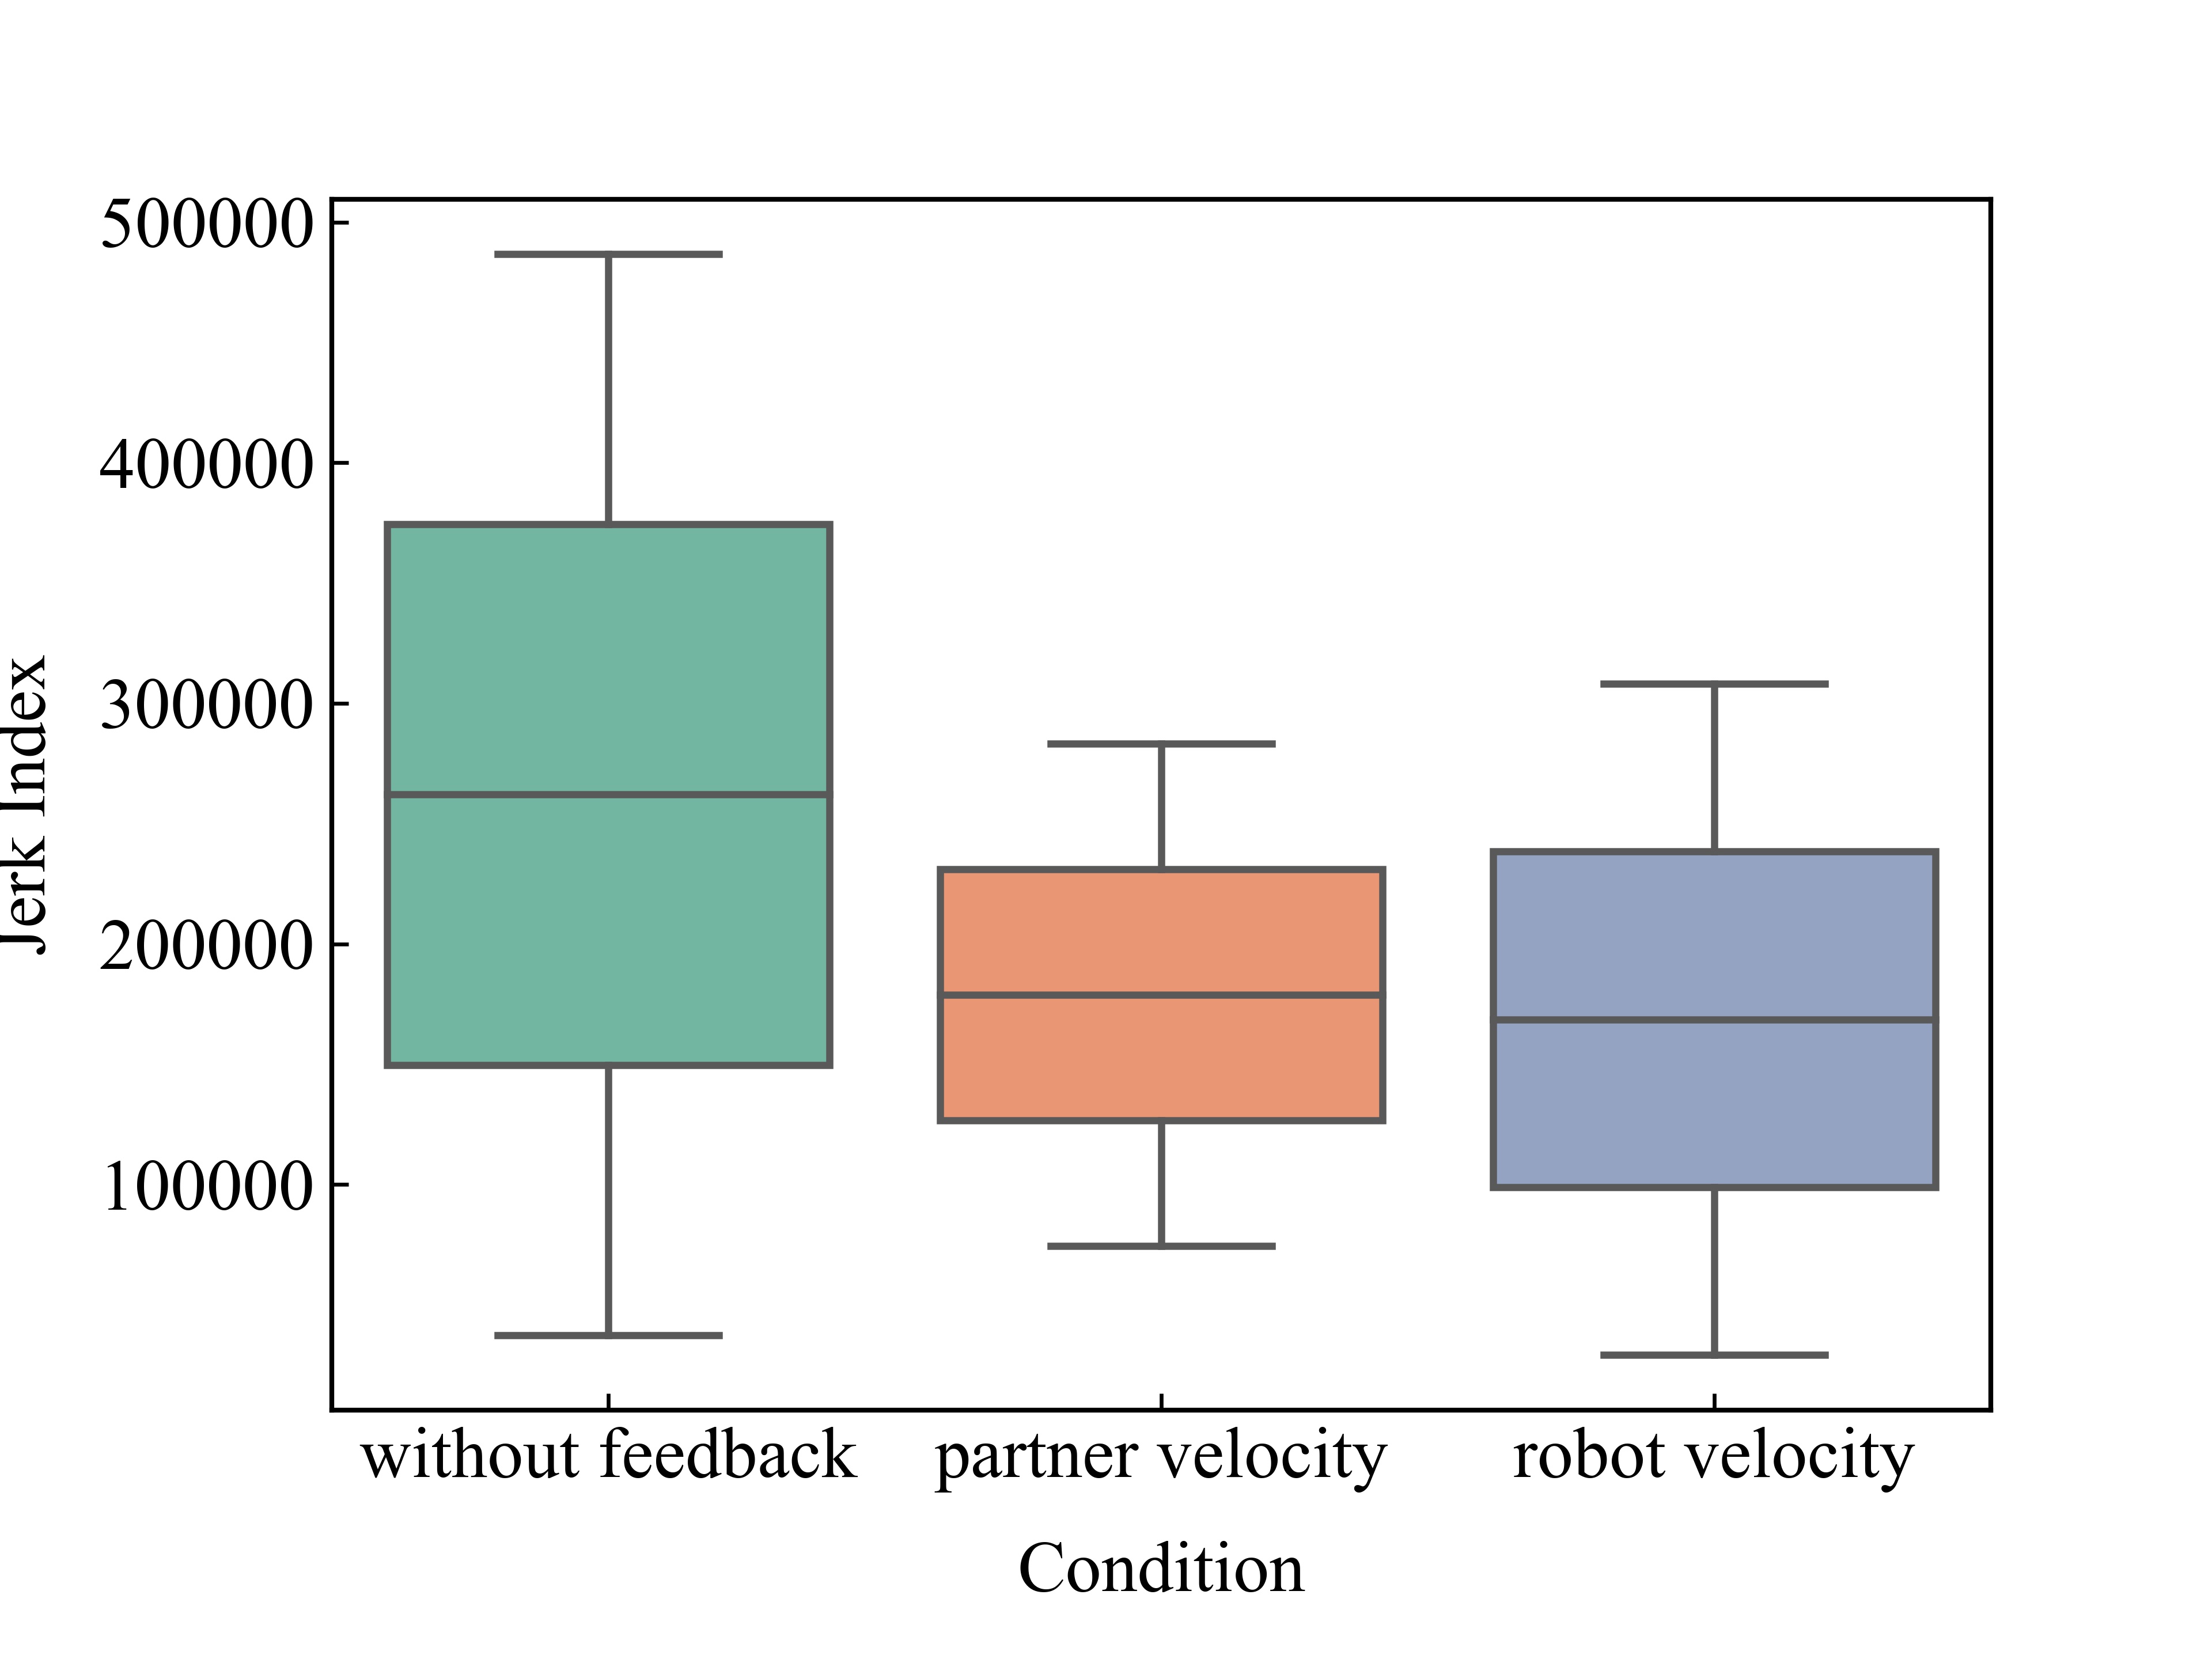 500000
400000
300000
200000
100000
Jerk Index
without feedback
partner velocity
robot velocity
Condition